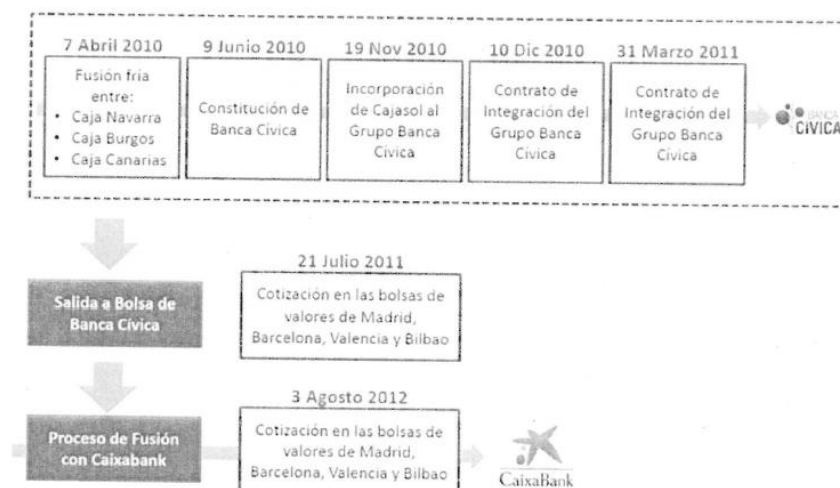 7 Abril 2010
Fusión fria
entre:
• Caja Navarra
• Caja Burgos
• Caja Canarias
9 Junio 2010
Constitución de
Banca Cívica
19 Nov 2010
Incorporación
de Cajasol al
Grupo Banca
Cívica
10 Dic 2010
Contrato de
Integración del
Grupo Banca
Cívica
31 Marzo 2011
Contrato de
Integración del
Grupo Banca
Cívica
BANCA
CíVICA
Salida a Bolsa de
Banca Cívica
21 Julio 2011
Cotización en las bolsas de
valores de Madrid,
Barcelona, Valencia y Bilbao
Proceso de Fusión
con Caixabank
3 Agosto 2012
Cotización en las bolsas de
valores de Madrid,
Barcelona, Valencia y Bilbao
CaixaBank